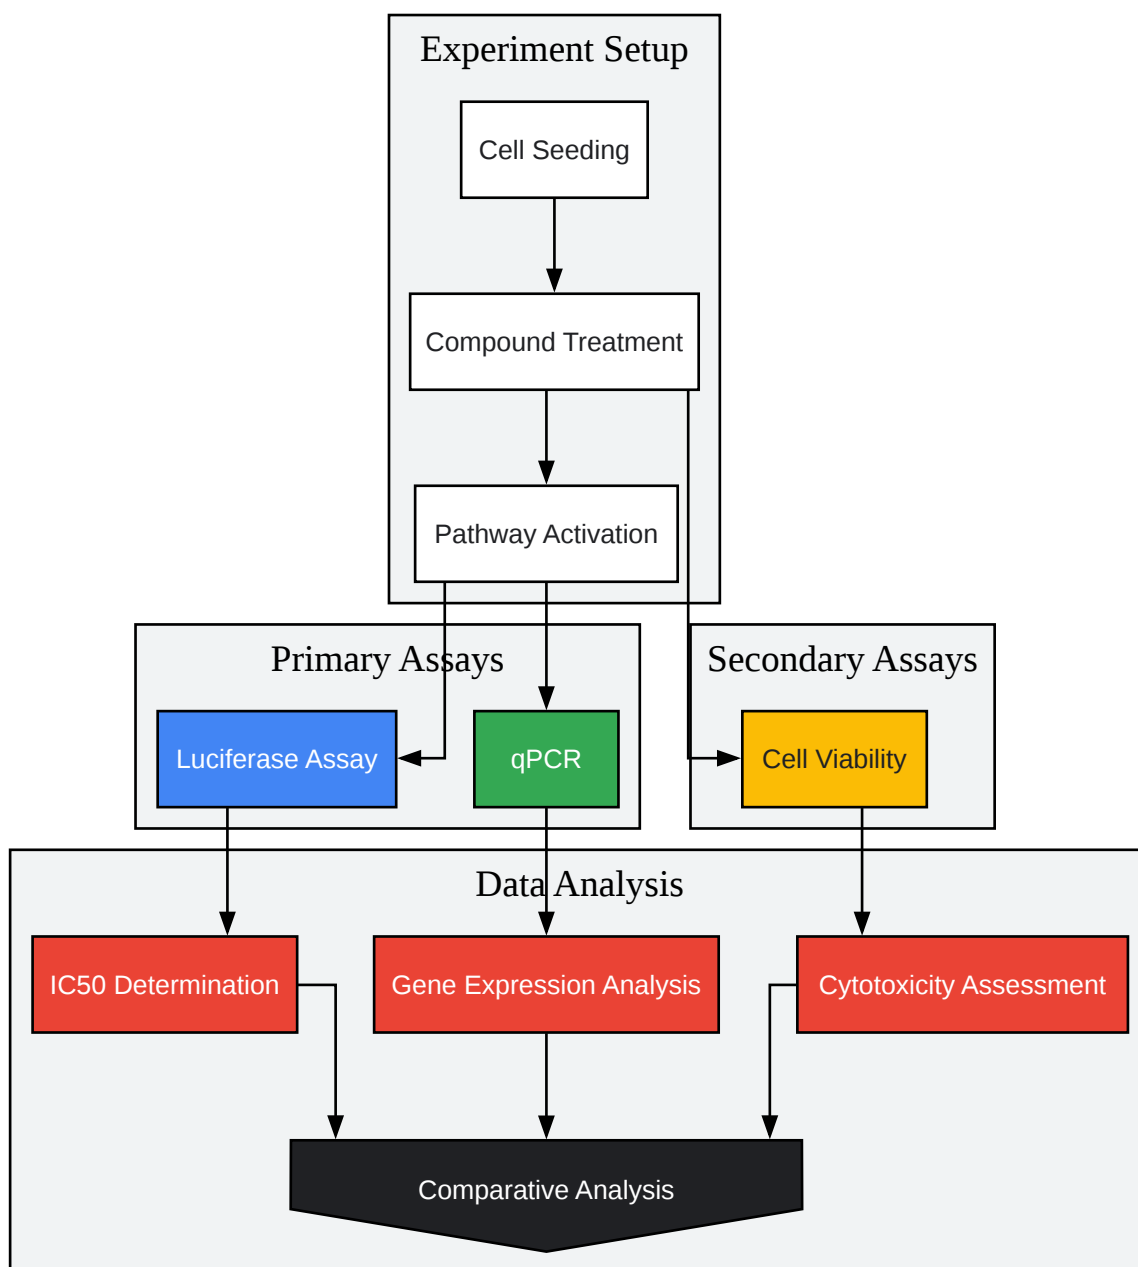 Experiment Setup
Cell Seeding
Compound Treatment
Pathway Activation
Primary Assays
Secondary Assays
Luciferase Assay
qPCR
Cell Viability
Data Analysis
IC50 Determination
Gene Expression Analysis
Cytotoxicity Assessment
Comparative Analysis